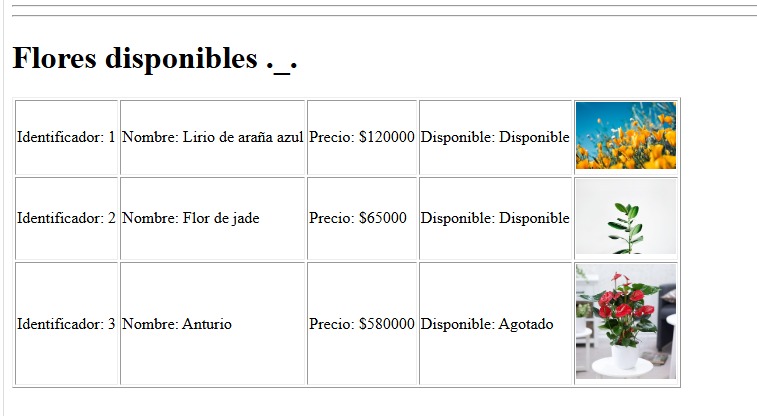 Flores disponibles ._.
Identificador: 1 Nombre: Lirio de araña azul Precio: $120000 Disponible: Disponible
Identificador: 2 Nombre: Flor de jade Precio: $65000 Disponible: Disponible
Identificador: 3 Nombre: Anturio Precio: $580000 Disponible: Agotado